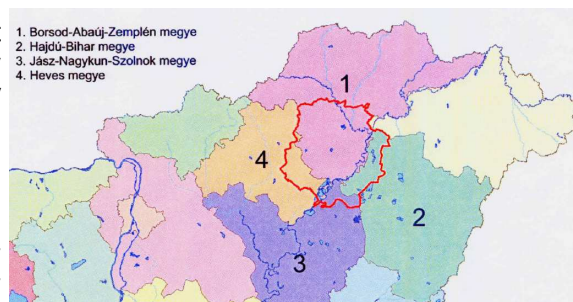 1. Borsod-Abaúj-Zemplén megye
2. Hajdú-Bihar megye
3. Jász-Nagykun-Szolnok megye
4. Heves megye
1
4
2
3